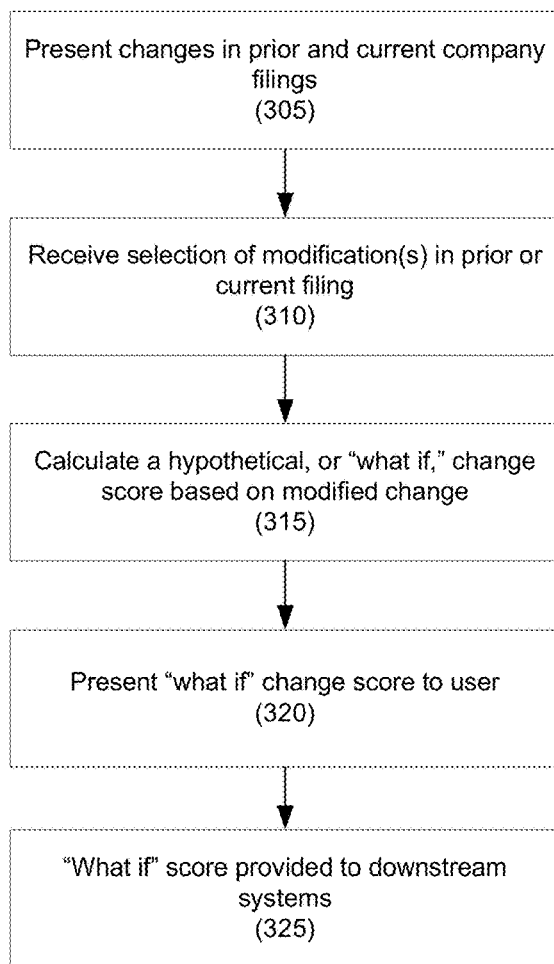 Present changes in prior and current company
filings
(305)
Receive selection of modification(s) in prior or
current filing
(310)
Calculate a hypothetical, or “what if,” change
score based on modified change
(315)
Present “what if” change score to user
(320)
“What if” score provided to downstream
systems
(325)